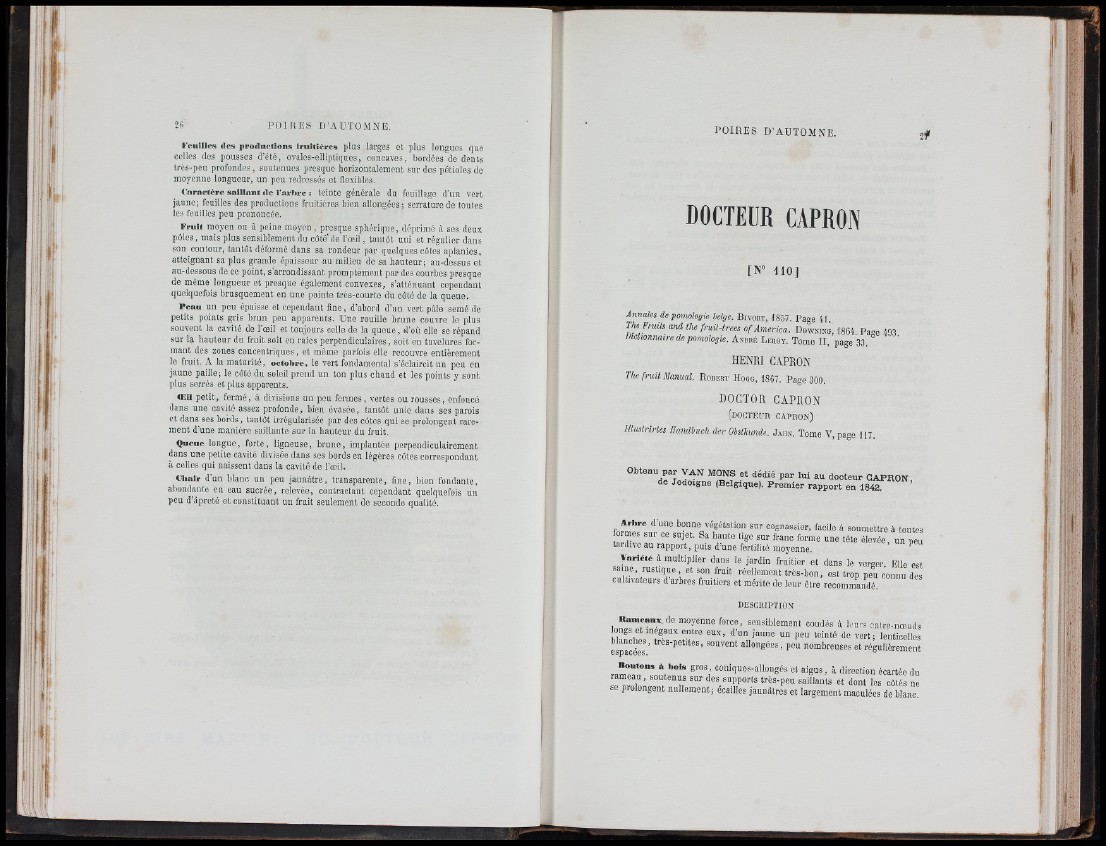 26 POIRES D'AUTOMNE.
Feuilles des productions fruitières plus larges et plus longues que
celles des pousses d'été, ovales-elliptiques, concaves, bordées de dents
très-peu profondes, soutenues presque horizontalement sur des pétioles de
moyenne longueur, un peu redressés et flexibles.
Caractère saillant de l'arbre : teinte générale du feuillage d'un vert
jaune; feuilles des productions fruitières bien allongées; serrature de toutes
les feuilles peu prononcée.
Fruit moyen ou à peine moyen, presque sphérique, déprimé à ses deux
pôles, mais plus sensiblement du côté de l'œil, tantôt uni et régulier dans
son contour, tantôt déformé dans sa rondeur par quelques côtes aplanies,
atteignant sa plus grande épaisseur au milieu de sa hauteur; au-dessus et
au-dessous de ce point, s'arrondissant promptement par des courbes presque
de même longueur et presque également convexes, s'atténuant cependant
quelquefois brusquement en une pointe très-courte du côté de la queue.
Peau un peu épaisse et cependant fine, d'abord d'un vert pâle semé de
petits points gris brun peu apparents. Une rouille brune couvre le plus
souvent la cavité de l'œil et toujours celle de la queue, d'où elle se répand
sur la hauteur du fruit soit en raies perpendiculaires, soit en tavelures for-
mant des zones concentriques, et même parfois elle recouvre entièrement
le fruit. A la maturité, octobre, le vert fondamental s'éclaircit un peu en
jaune paille; le côté du soleil prend un ton plus chaud et les points y sont
plus serrés et plus apparents.
Œil petit, fermé, à divisions un peu fermes, vertes ou rousses, enfoncé
dans une cavité assez profonde, bien évasée, tantôt unie dans ses parois
et dans ses bords, tantôt irrégularisée par des côtes qui se prolongent rare-
ment d'une manière saillante sur la hauteur du fruit.
Queue longue, forte, ligneuse, brune, implantée perpendiculairement
dans une petite cavité divisée dans ses bords en légères côtes correspondant
à celles qui naissent dans la cavité de l'œil.
Chair d'un blanc un peu jaunâtre, transparente, fine, bien fondante,
abondante en eau sucrée, relevée, contractant cependant quelquefois un
peu d'âpreté et constituant un fruit seulement de seconde qualité.
POIRES D'AUTOMNE. 27
DOCTEUR CAPRON
[N° 110]
Annales de pomologie belge. BIVORT, 1857. Page 41.
The Fruits and the fruit-trees of America. DOWNING, 1864. Page 493.
Dictionnaire de pomologie. ANDRÉ LEROY. Tome II, page 33.
HENRI CAPRON
The fruit Manual. ROBERT HOGG, 1867. Page 300.
DOCTOR CAPRON
(DOCTEUR CAPRON)
Illustrirtes Handbuch der Obstkunde. JAHN. Tome V, page 117.
Obtenu par VAN MONS et dédié par lui au docteur CAPRON,
de Jodoigne (Belgique). Premier rapport en 1842.
Arbre d'une bonne végétation sur cognassier, facile à soumettre à toutes
formes sur ce sujet. Sa haute tige sur franc forme une tête élevée, un peu
tardive au rapport, puis d'une fertilité moyenne.
Variété à multiplier dans le jardin fruitier et dans le verger. Elle est
saine, rustique, et son fruit réellement très-bon, est trop peu connu des
cultivateurs d'arbres fruitiers et mérite de leur être recommandé.
DESCRIPTION
Rameaux de moyenne force, sensiblement coudés à leurs entre-nœuds
longs et inégaux entre eux, d'un jaune un peu teinté de vert; lenticelles
blanches, très-petites, souvent allongées, peu nombreuses et régulièrement
espacées.
Boutons à bois gros, coniques-allongés et aigus, à direction écartée du
rameau, soutenus sur des supports très-peu saillants et dont les côtés ne
se prolongent nullement; écailles jaunâtres et largement maculées de blanc.